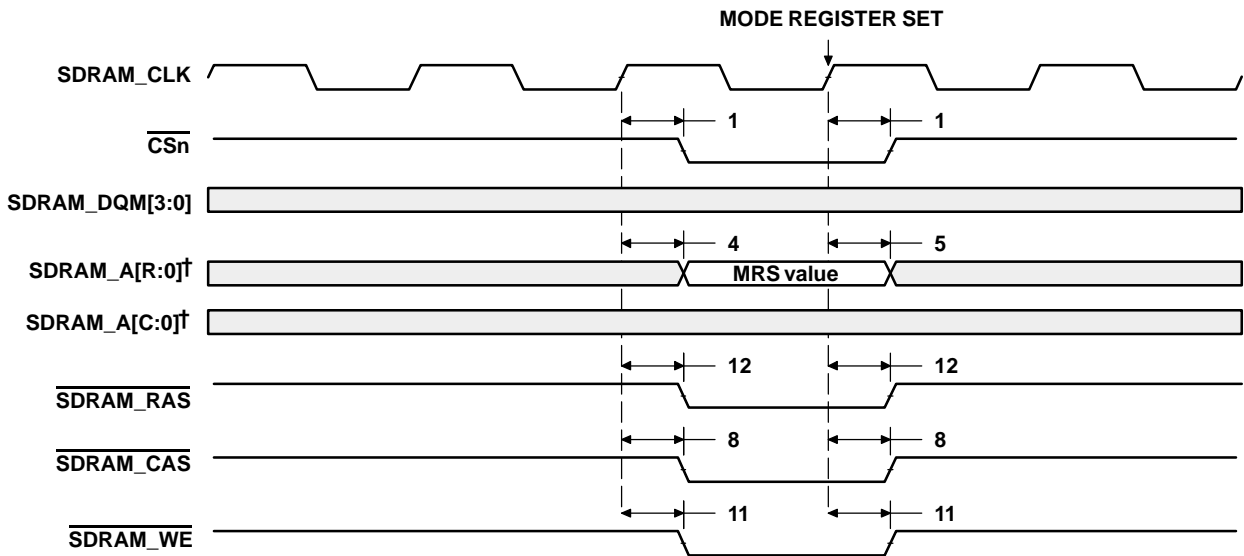 MODE REGISTER SET
SDRAM_CLK
1 1
CSn
SDRAM_DQM[3:0]
4 5
SDRAM_A[R:0]† MRS value
SDRAM_A[C:0]†
12 12
SDRAM_RAS
8 8
SDRAM_CAS
11 11
SDRAM_WE